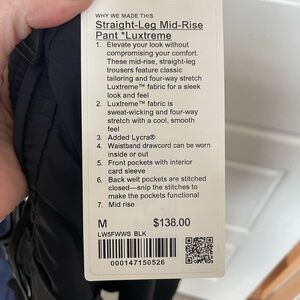 WHY WE MADE THIS
Straight-Leg Mid-Rise
Pant *Luxtreme
1. Elevate your look without
compromising your comfort.
These mid-rise, straight-leg
trousers feature classic
tailoring and four-way stretch
Luxtreme™ fabric for a sleek
look and feel
2. Luxtreme™ fabric is
sweat-wicking and four-way
stretch with a cool, smooth
feel
3. Added Lycra®
4. Waistband drawcord can be worn
inside or out
5. Front pockets with interior
card sleeve
6. Back welt pockets are stitched
closed—snip the stitches to
make the pockets functional
7. Mid rise
M $138.00
LW5FWWS BLK
000147150526